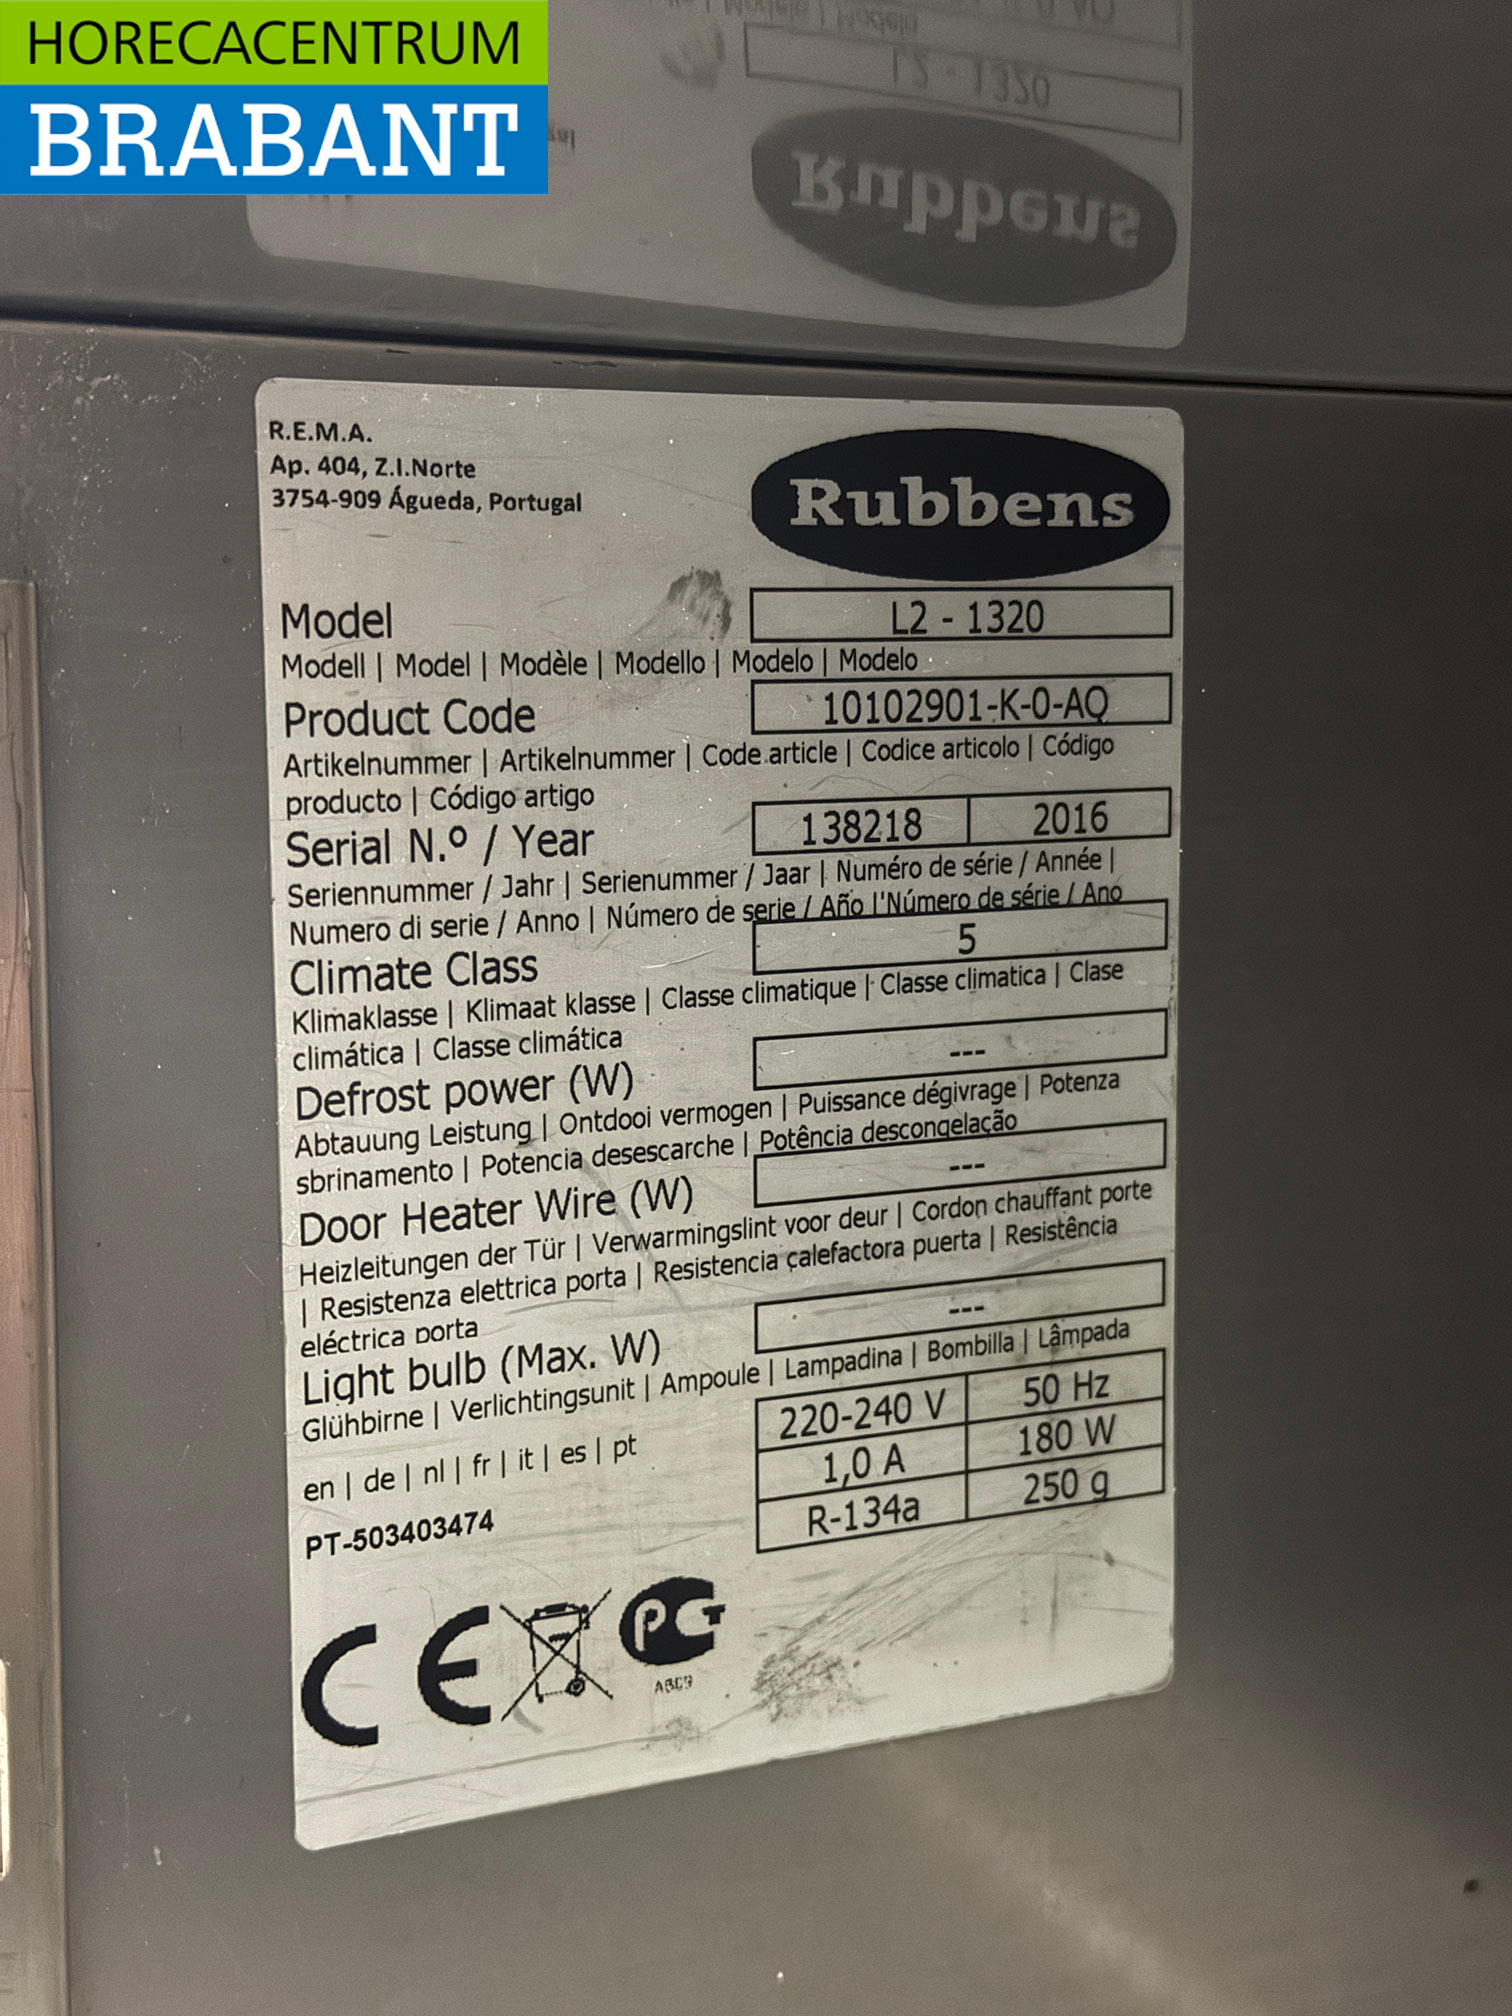 HORECACENTRUM
BRABANT
L2 - 1320
Rubbens
R.E.M.A.
Ap. 404, Z.I.Norte
3754-909 Águeda, Portugal
Rubbens
Model
L2 - 1320
Modell | Model | Modèle | Modello | Modelo | Modelo
Product Code
10102901-K-0-AQ
Artikelnummer | Artikelnummer | Code article | Codice articolo | Código
producto | Código artigo
Serial N.º / Year
138218
2016
Seriennummer / Jahr | Serienummer / Jaar | Numéro de série / Année |
Numero di serie / Anno | Número de serie / Año l'Número de série / Ano
Climate Class
5
Klimaklasse | Klimaat klasse | Classe climatique | Classe climatica | Clase
climática | Classe climática
Defrost power (W)
---
Abtauung Leistung | Ontdooi vermogen | Puissance dégivrage | Potenza
sbrinamento | Potencia desescarche | Potência descongelação
Door Heater Wire (W)
---
Heizleitungen der Tür | Verwarmingslint voor deur | Cordon chauffant porte
| Resistenza elettrica porta | Resistencia calefactora puerta | Resistência
eléctrica porta
Light bulb (Max. W)
---
Glühbirne | Verlichtingsunit | Ampoule | Lampadina | Bombilla | Lâmpada
220-240 V
50 Hz
en | de | nl | fr | it | es | pt
1,0 A
180 W
R-134a
250 g
PT-503403474
CE